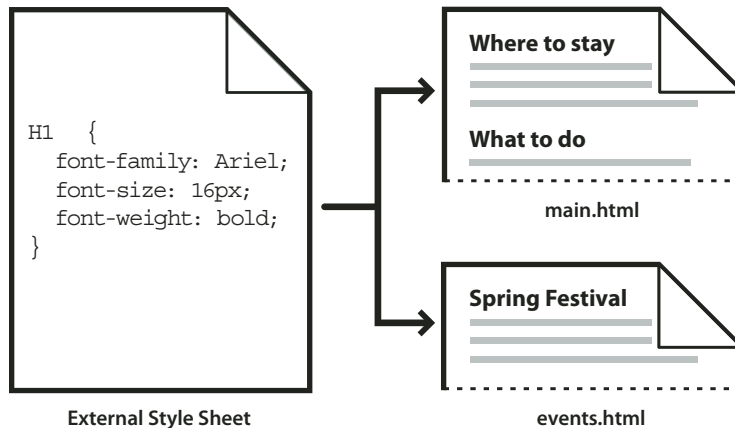 H1 {
font-family: Ariel;
font-size: 16px;
font-weight: bold;
}
External Style Sheet
Where to stay
What to do
main.html
Spring Festival
events.html